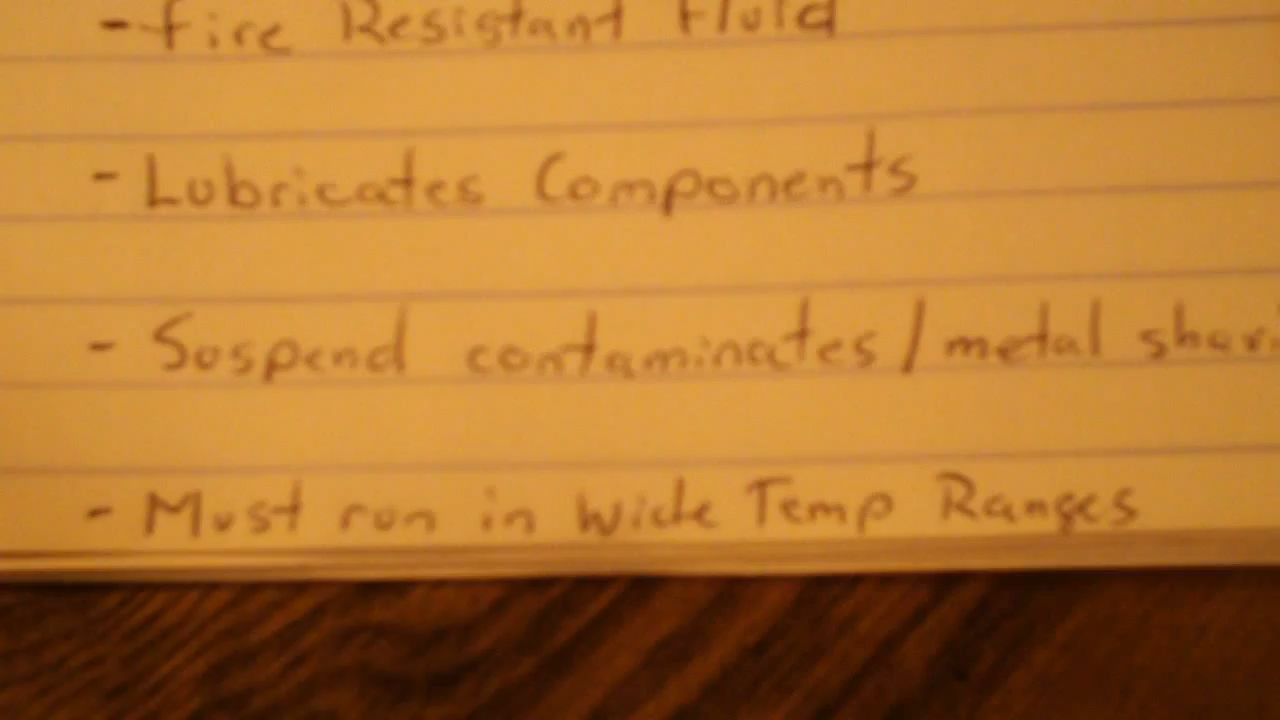 - Fire Resistant Fluid
- Lubricates Components
- Suspend contaminates / metal
- Must run in Wide Temp Ranges